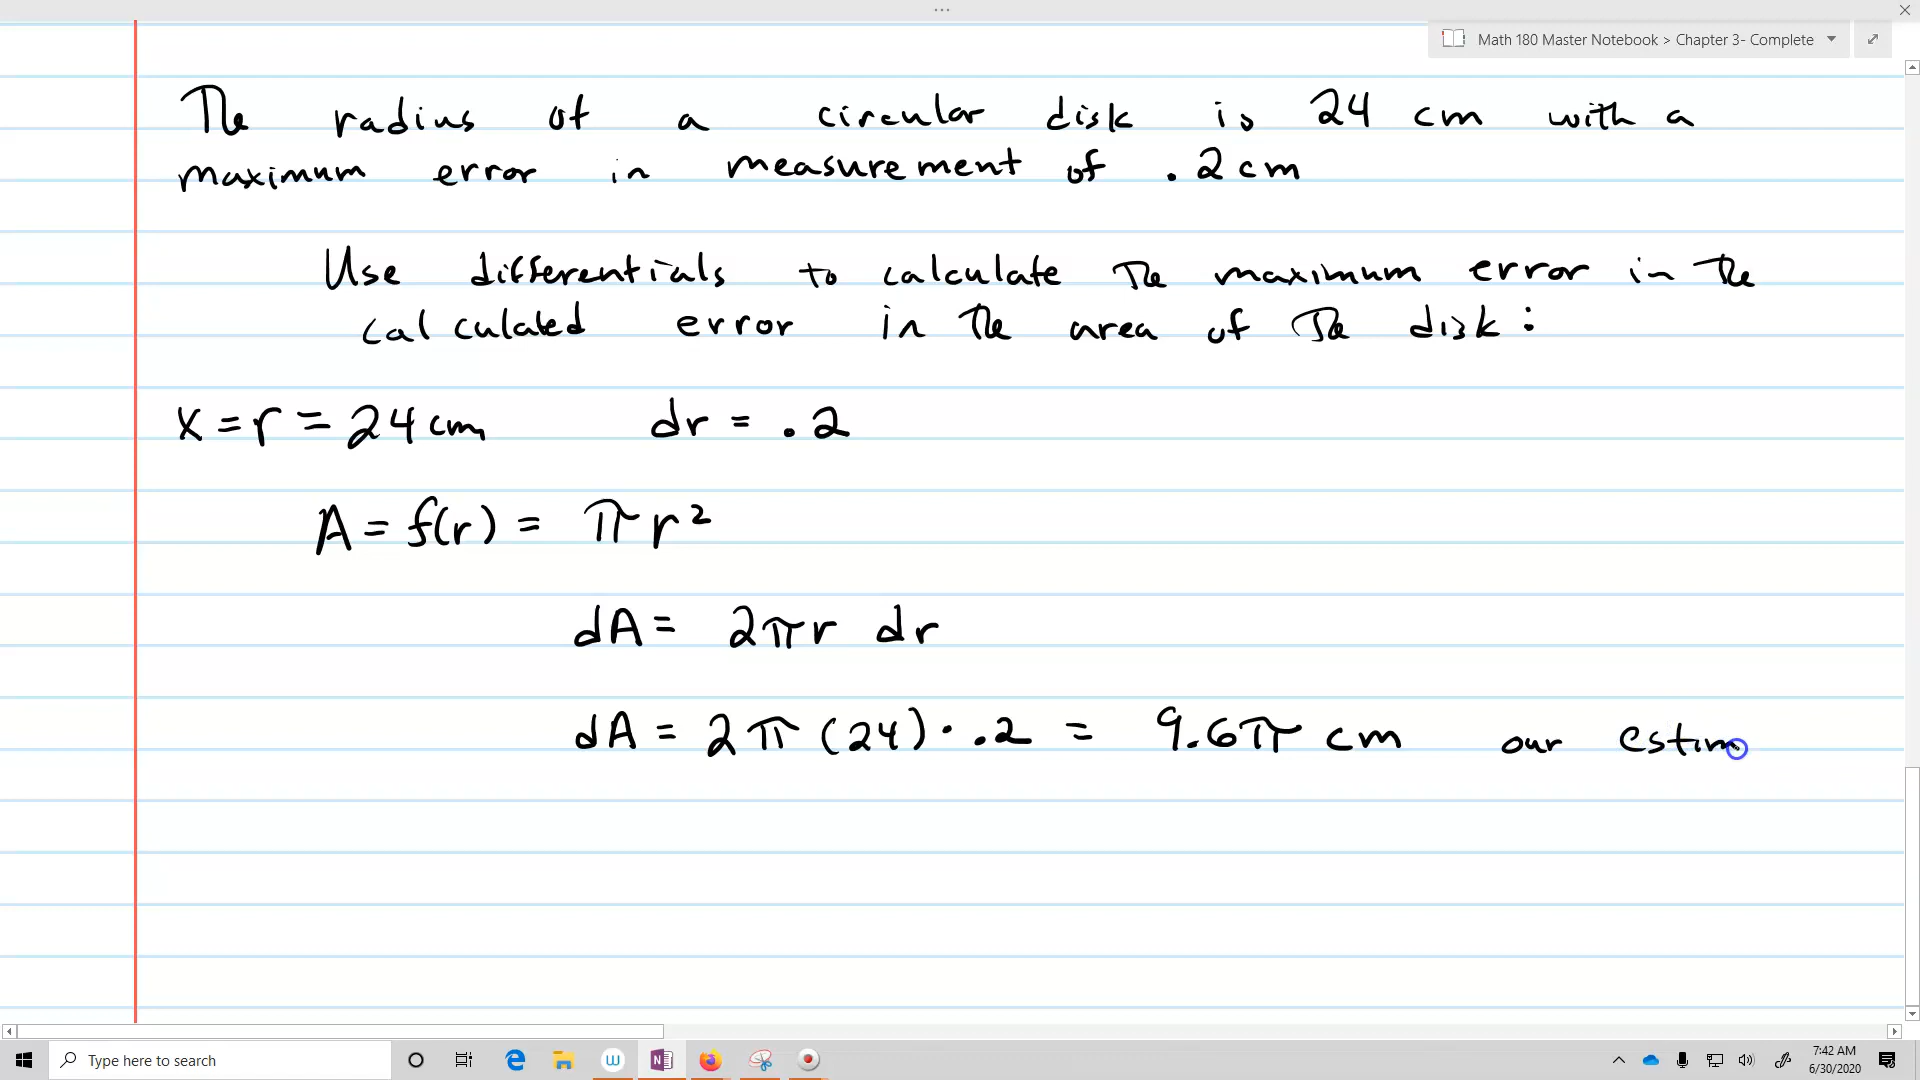 Math 180 Master Notebook > Chapter 3- Complete
The radius of a circular disk is 24 cm with a
maximum error in measurement of .2cm
Use differentials to calculate the maximum error in the
calculated error in the area of the disk:
x = r = 24 cm dr = .2
A = f(r) = πr²
dA = 2πr dr
dA = 2π(24)· .2 = 9.6π cm our estim
Type here to search
7:42 AM
6/30/2020